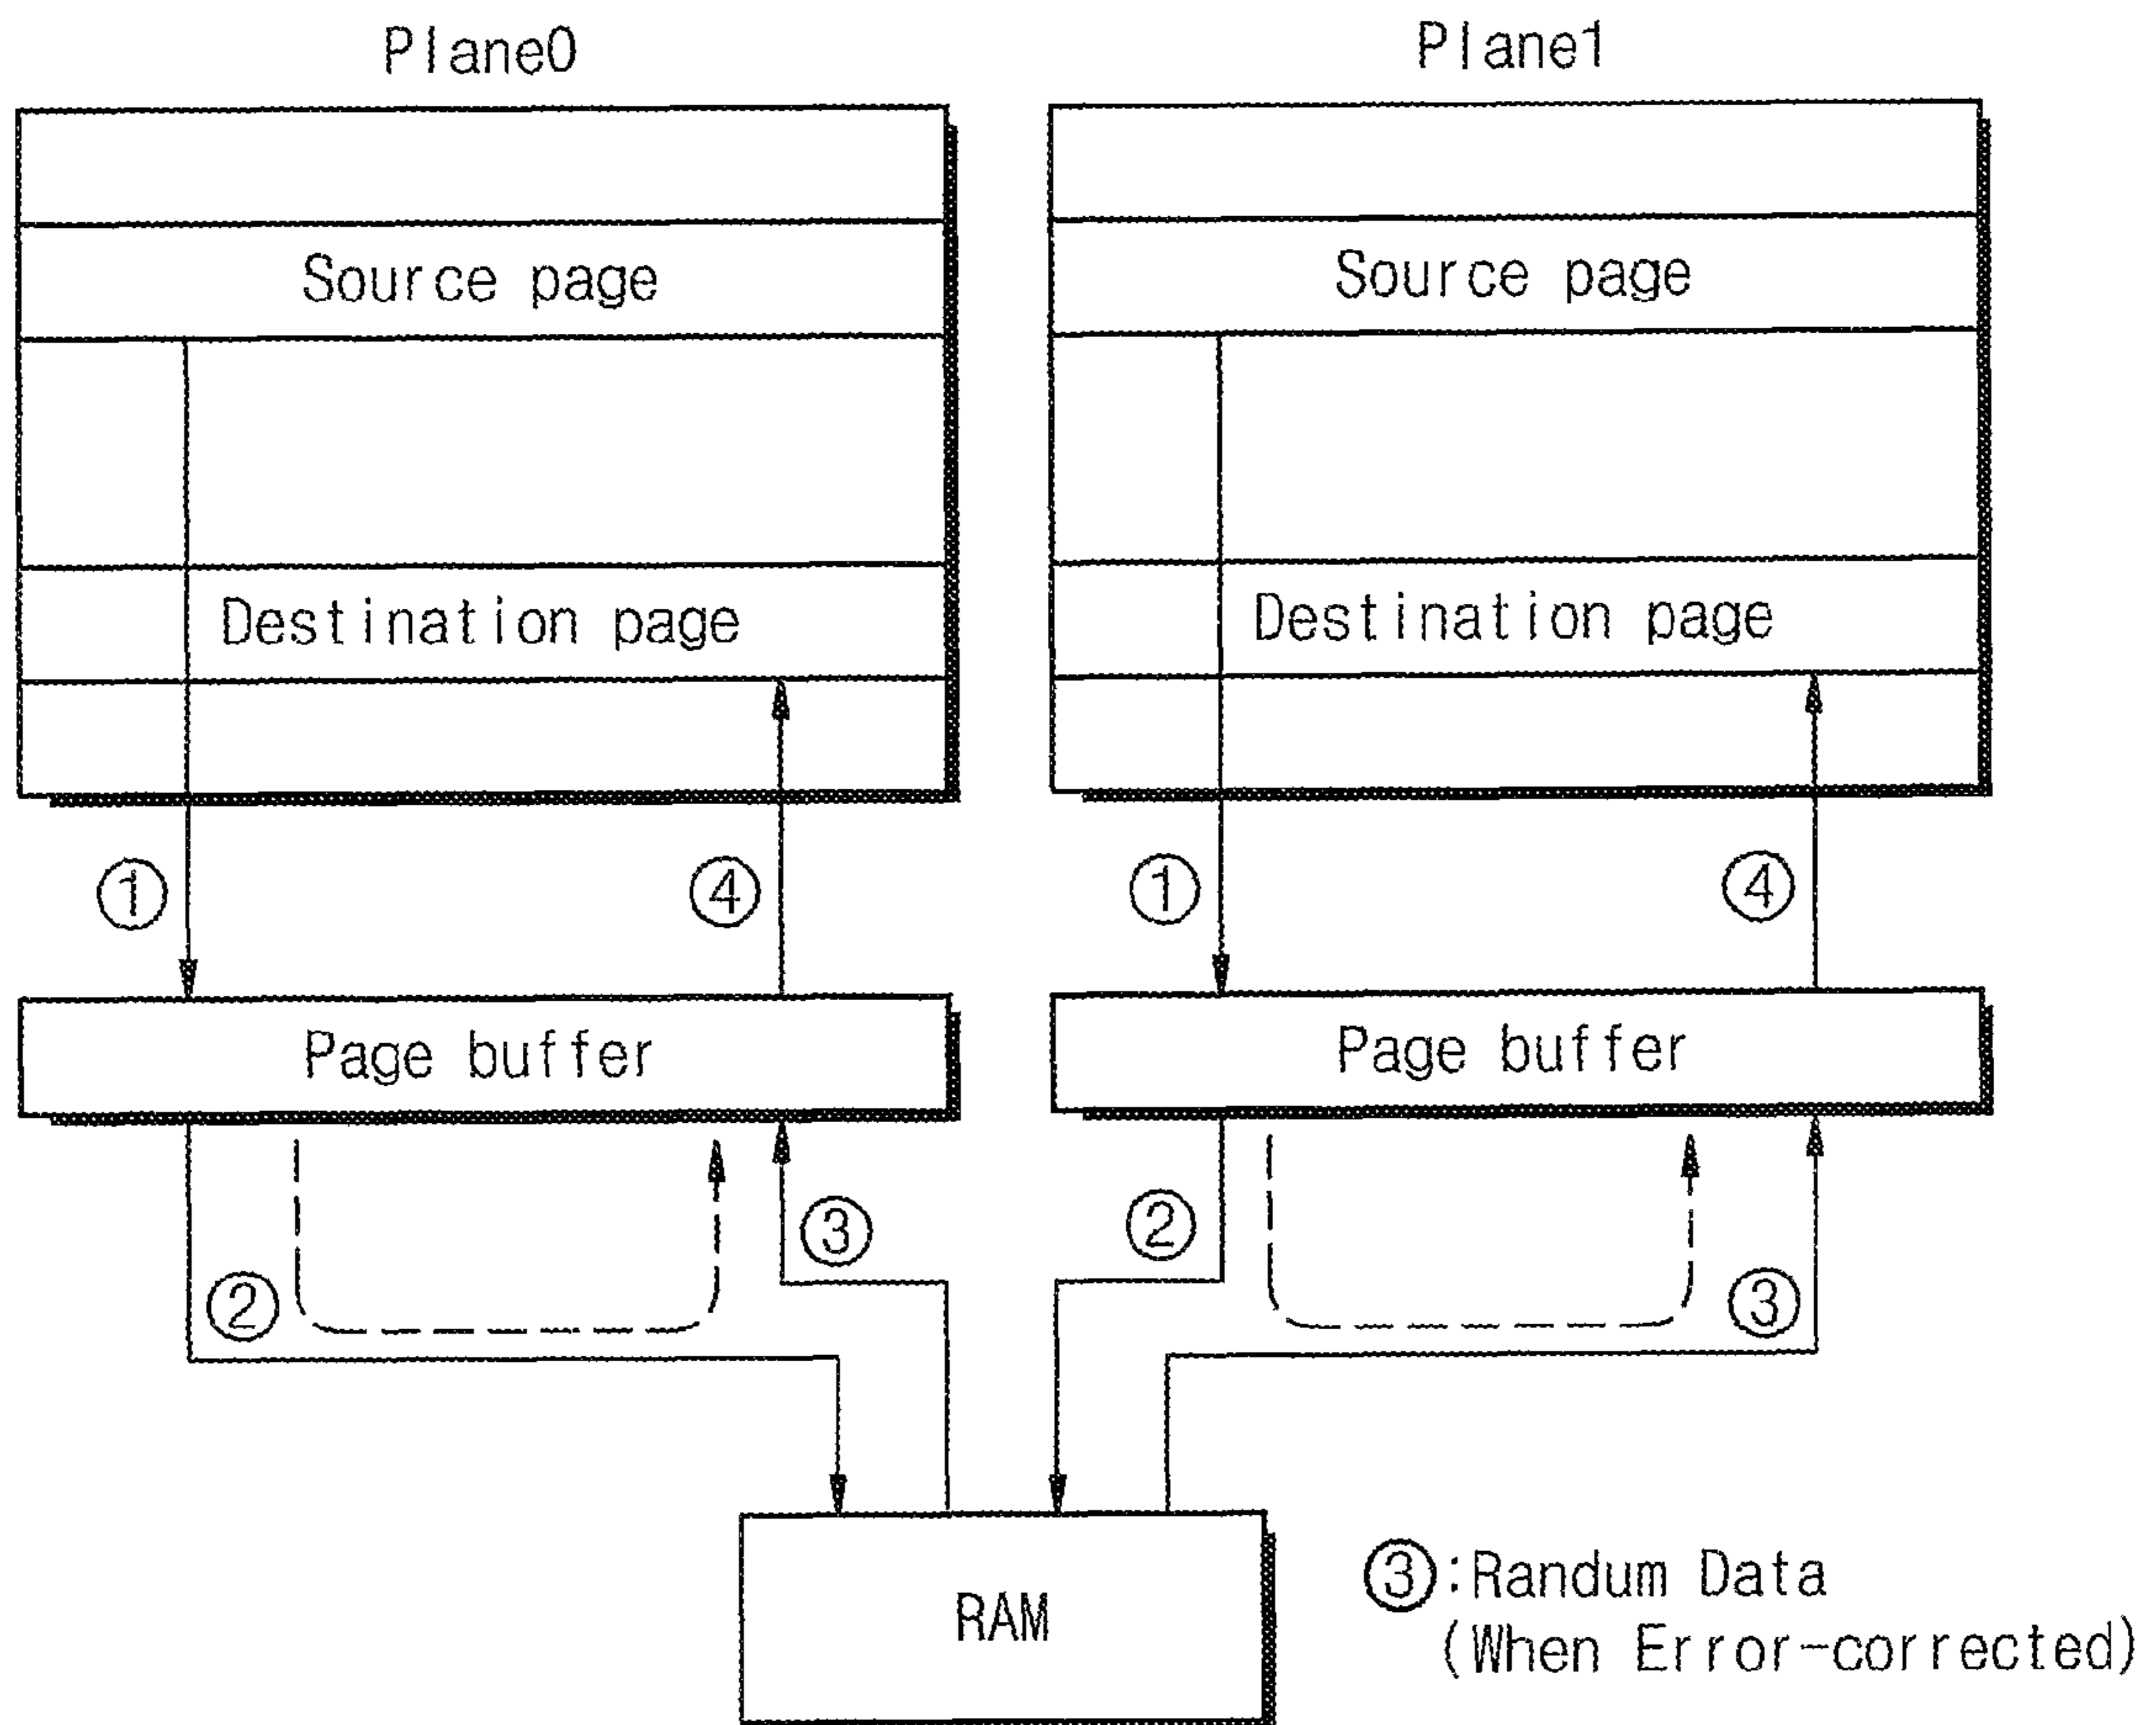 Plane0
Plane1
Source page
Source page
Destination page
Destination page
①
④
①
④
Page buffer
Page buffer
②
③
②
③
RAM
③:Randum Data
(When Error-corrected)